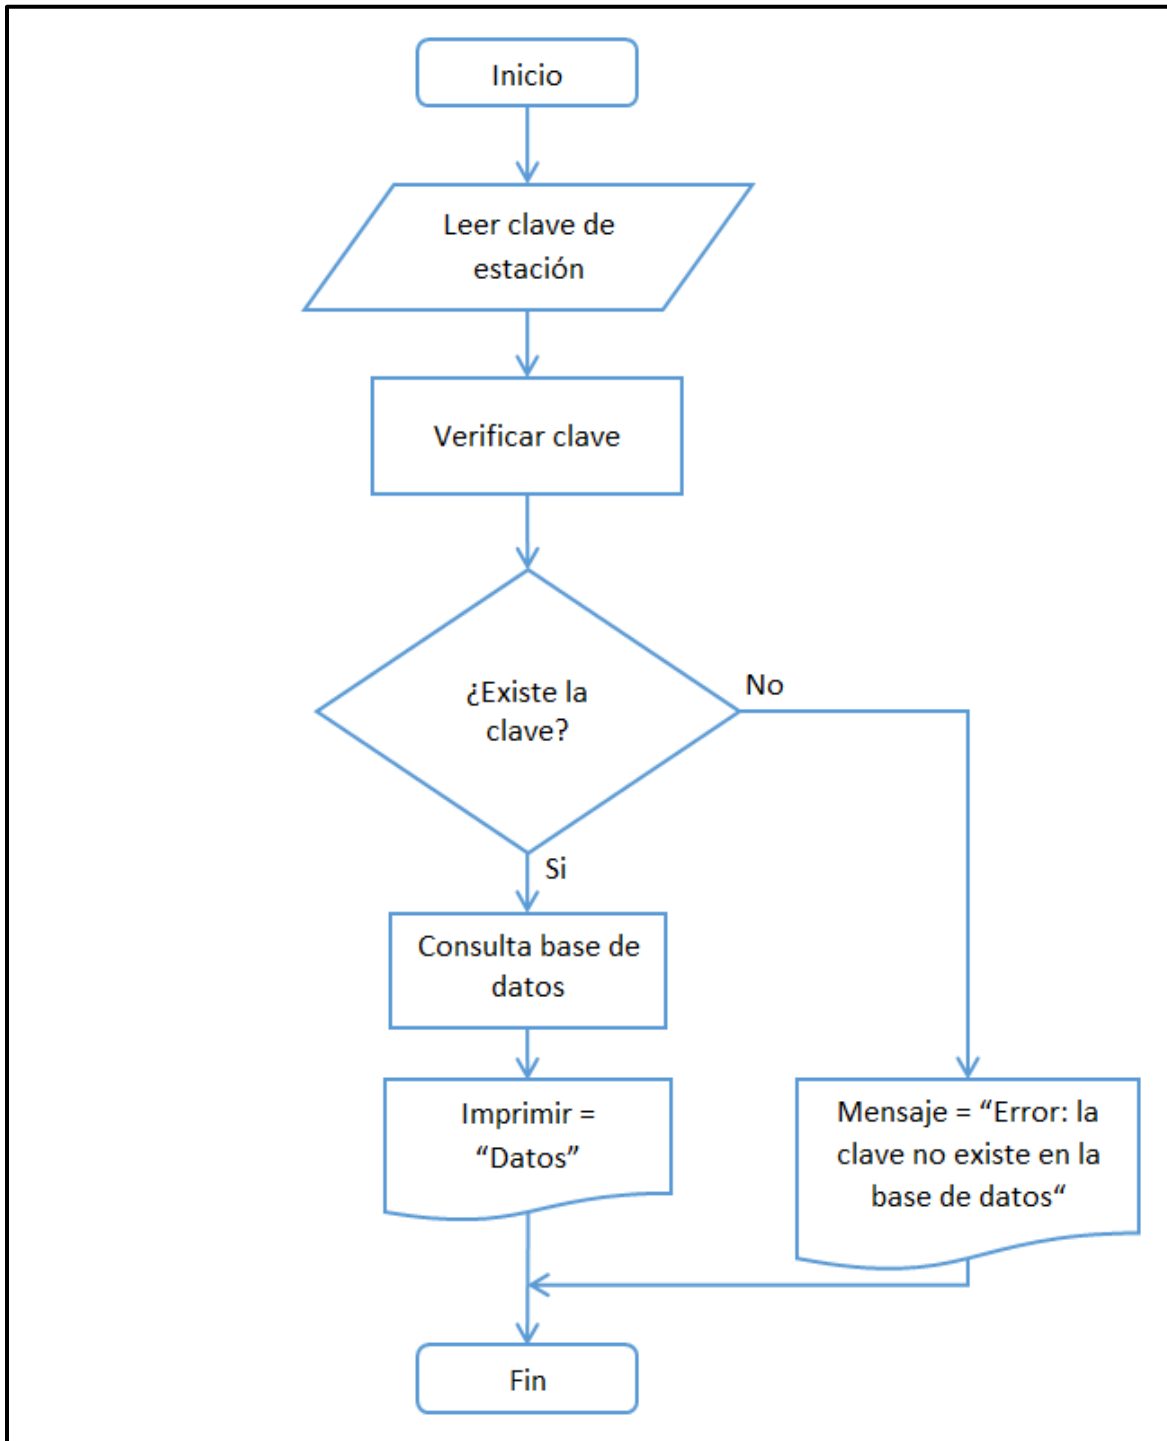 Inicio
Leer clave de
estación
Verificar clave
¿Existe la
clave?
No
Si
Consulta base de
datos
Imprimir =
“Datos”
Mensaje = “Error: la
clave no existe en la
base de datos“
Fin